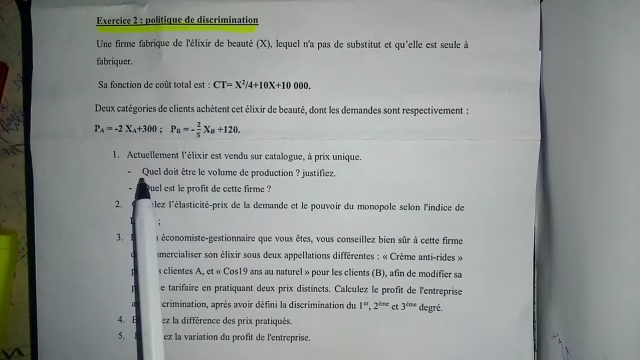 Exercice 2 : politique de discrimination
Une firme fabrique de l'élixir de beauté (X), lequel n'a pas de substitut et qu'elle est seule à
fabriquer.
Sa fonction de coût total est : CT= X²/4+10X+10 000.
Deux catégories de clients achètent cet élixir de beauté, dont les demandes sont respectivement :
PA = -2 XA+300 ; PB = - 2/5 XB +120.
1. Actuellement l'élixir est vendu sur catalogue, à prix unique.
- Quel doit être le volume de production ? justifiez.
- uel est le profit de cette firme ?
2. lez l'élasticité-prix de la demande et le pouvoir du monopole selon l'indice de
;
3. économiste-gestionnaire que vous êtes, vous conseillez bien sûr à cette firme
mmercialiser son élixir sous deux appellations différentes : « Crème anti-rides »
s clientes A, et « Cos19 ans au naturel » pour les clients (B), afin de modifier sa
e tarifaire en pratiquant deux prix distincts. Calculez le profit de l'entreprise
crimination, après avoir défini la discrimination du 1er, 2ème et 3ème degré.
4. ez la différence des prix pratiqués.
5. ez la variation du profit de l'entreprise.